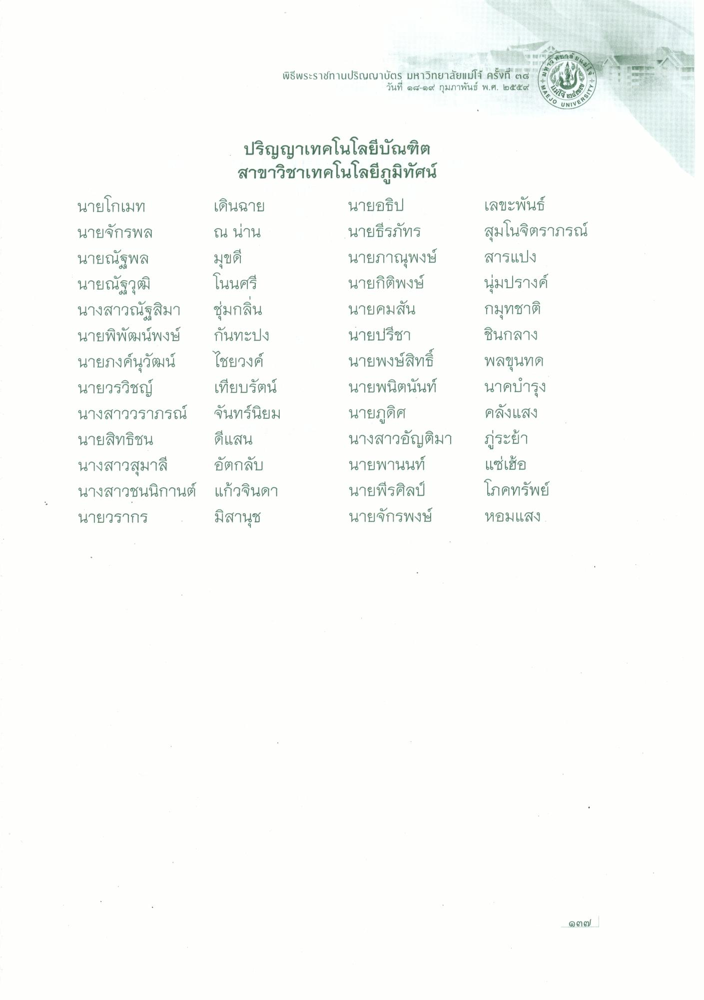 พิธีพระราชทานปริญญาบัตร มหาวิทยาลัยแม่โจ้ ครั้งที่ ๓๘
วันที่ ๑๘-๑๙ กุมภาพันธ์ พ.ศ. ๒๕๕๙
มหาวิทยาลัยแม่โจ้
แม่โจ้ ๒๔๗๗
MAEJO UNIVERSITY
ปริญญาเทคโนโลยีบัณฑิต
สาขาวิชาเทคโนโลยีภูมิทัศน์
นายโกเมท เดินฉาย นายอธิป เลขะพันธ์
นายจักรพล ณ น่าน นายธีรภัทร สุมโนจิตราภรณ์
นายณัฐพล มุขดี นายภาณุพงษ์ สารแปง
นายณัฐวุฒิ โนนศรี นายกิติพงษ์ นุ่มปรางค์
นางสาวณัฐสิมา ชุ่มกลิ่น นายคมสัน กมุทชาติ
นายพิพัฒน์พงษ์ กันทะปง นายปรีชา ชินกลาง
นายภงค์นุวัฒน์ ไชยวงค์ นายพงษ์สิทธิ์ พลขุนทด
นายวรวิชญ์ เทียบรัตน์ นายพนิตนันท์ นาคบำรุง
นางสาววราภรณ์ จันทร์นิยม นายภูดิศ คลังแสง
นายสิทธิชน ดีแสน นางสาวอัญติมา ภู่ระย้า
นางสาวสุมาลี อัตกลับ นายพานนท์ แซ่เฮ้อ
นางสาวชนนิกานต์ แก้วจินดา นายพีรศิลป์ โภคทรัพย์
นายวรากร มิสานุช นายจักรพงษ์ หอมแสง
๑๓๗